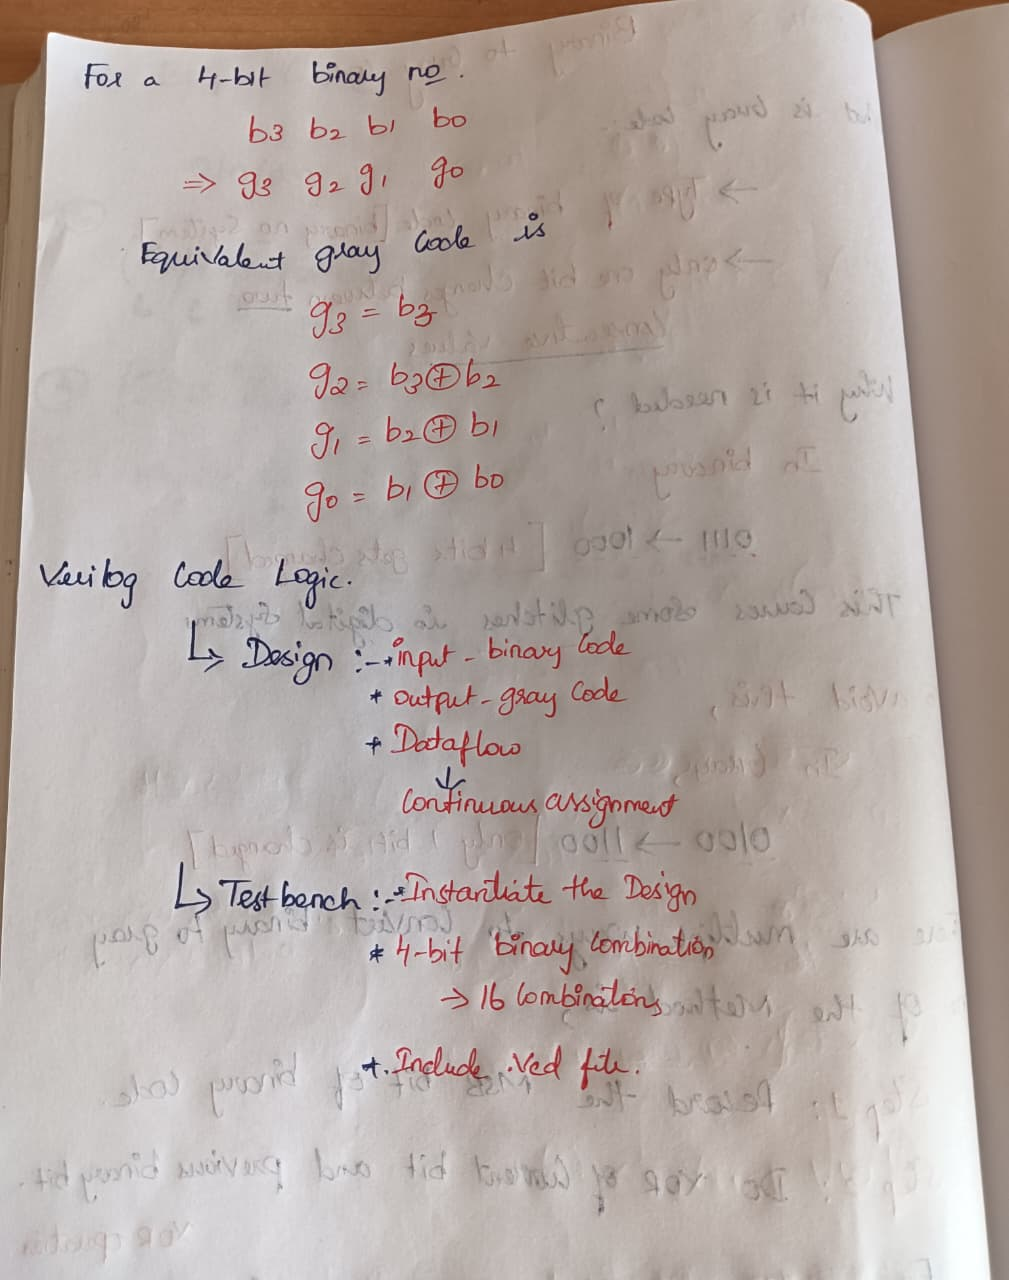 For a 4-bit binary no.
b3 b2 b1 b0
⇒ g3 g2 g1 g0
Equivalent gray code is
g3 = b3
g2 = b3 ⊕ b2
g1 = b2 ⊕ b1
g0 = b1 ⊕ b0
Verilog Code Logic.
↳ Design :- * input - binary code
* output - gray code
* Dataflow
↓
continuous assignment
↳ Testbench :- * Instantiate the Design
* 4-bit binary combination
→ 16 combinations
* Include .vcd file.